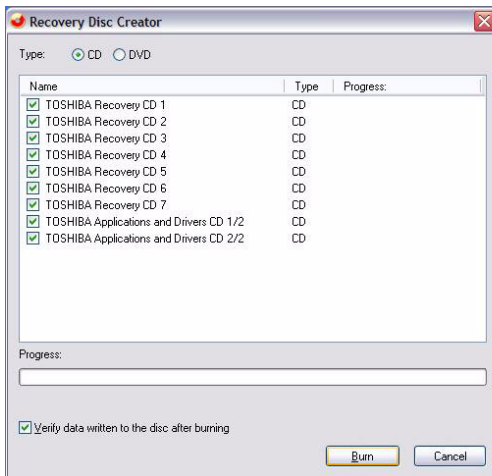 Recovery Disc Creator
Type: CD DVD
Name Type Progress:
TOSHIBA Recovery CD 1 CD
TOSHIBA Recovery CD 2 CD
TOSHIBA Recovery CD 3 CD
TOSHIBA Recovery CD 4 CD
TOSHIBA Recovery CD 5 CD
TOSHIBA Recovery CD 6 CD
TOSHIBA Recovery CD 7 CD
TOSHIBA Applications and Drivers CD 1/2 CD
TOSHIBA Applications and Drivers CD 2/2 CD
Progress:
Verify data written to the disc after burning
Burn Cancel